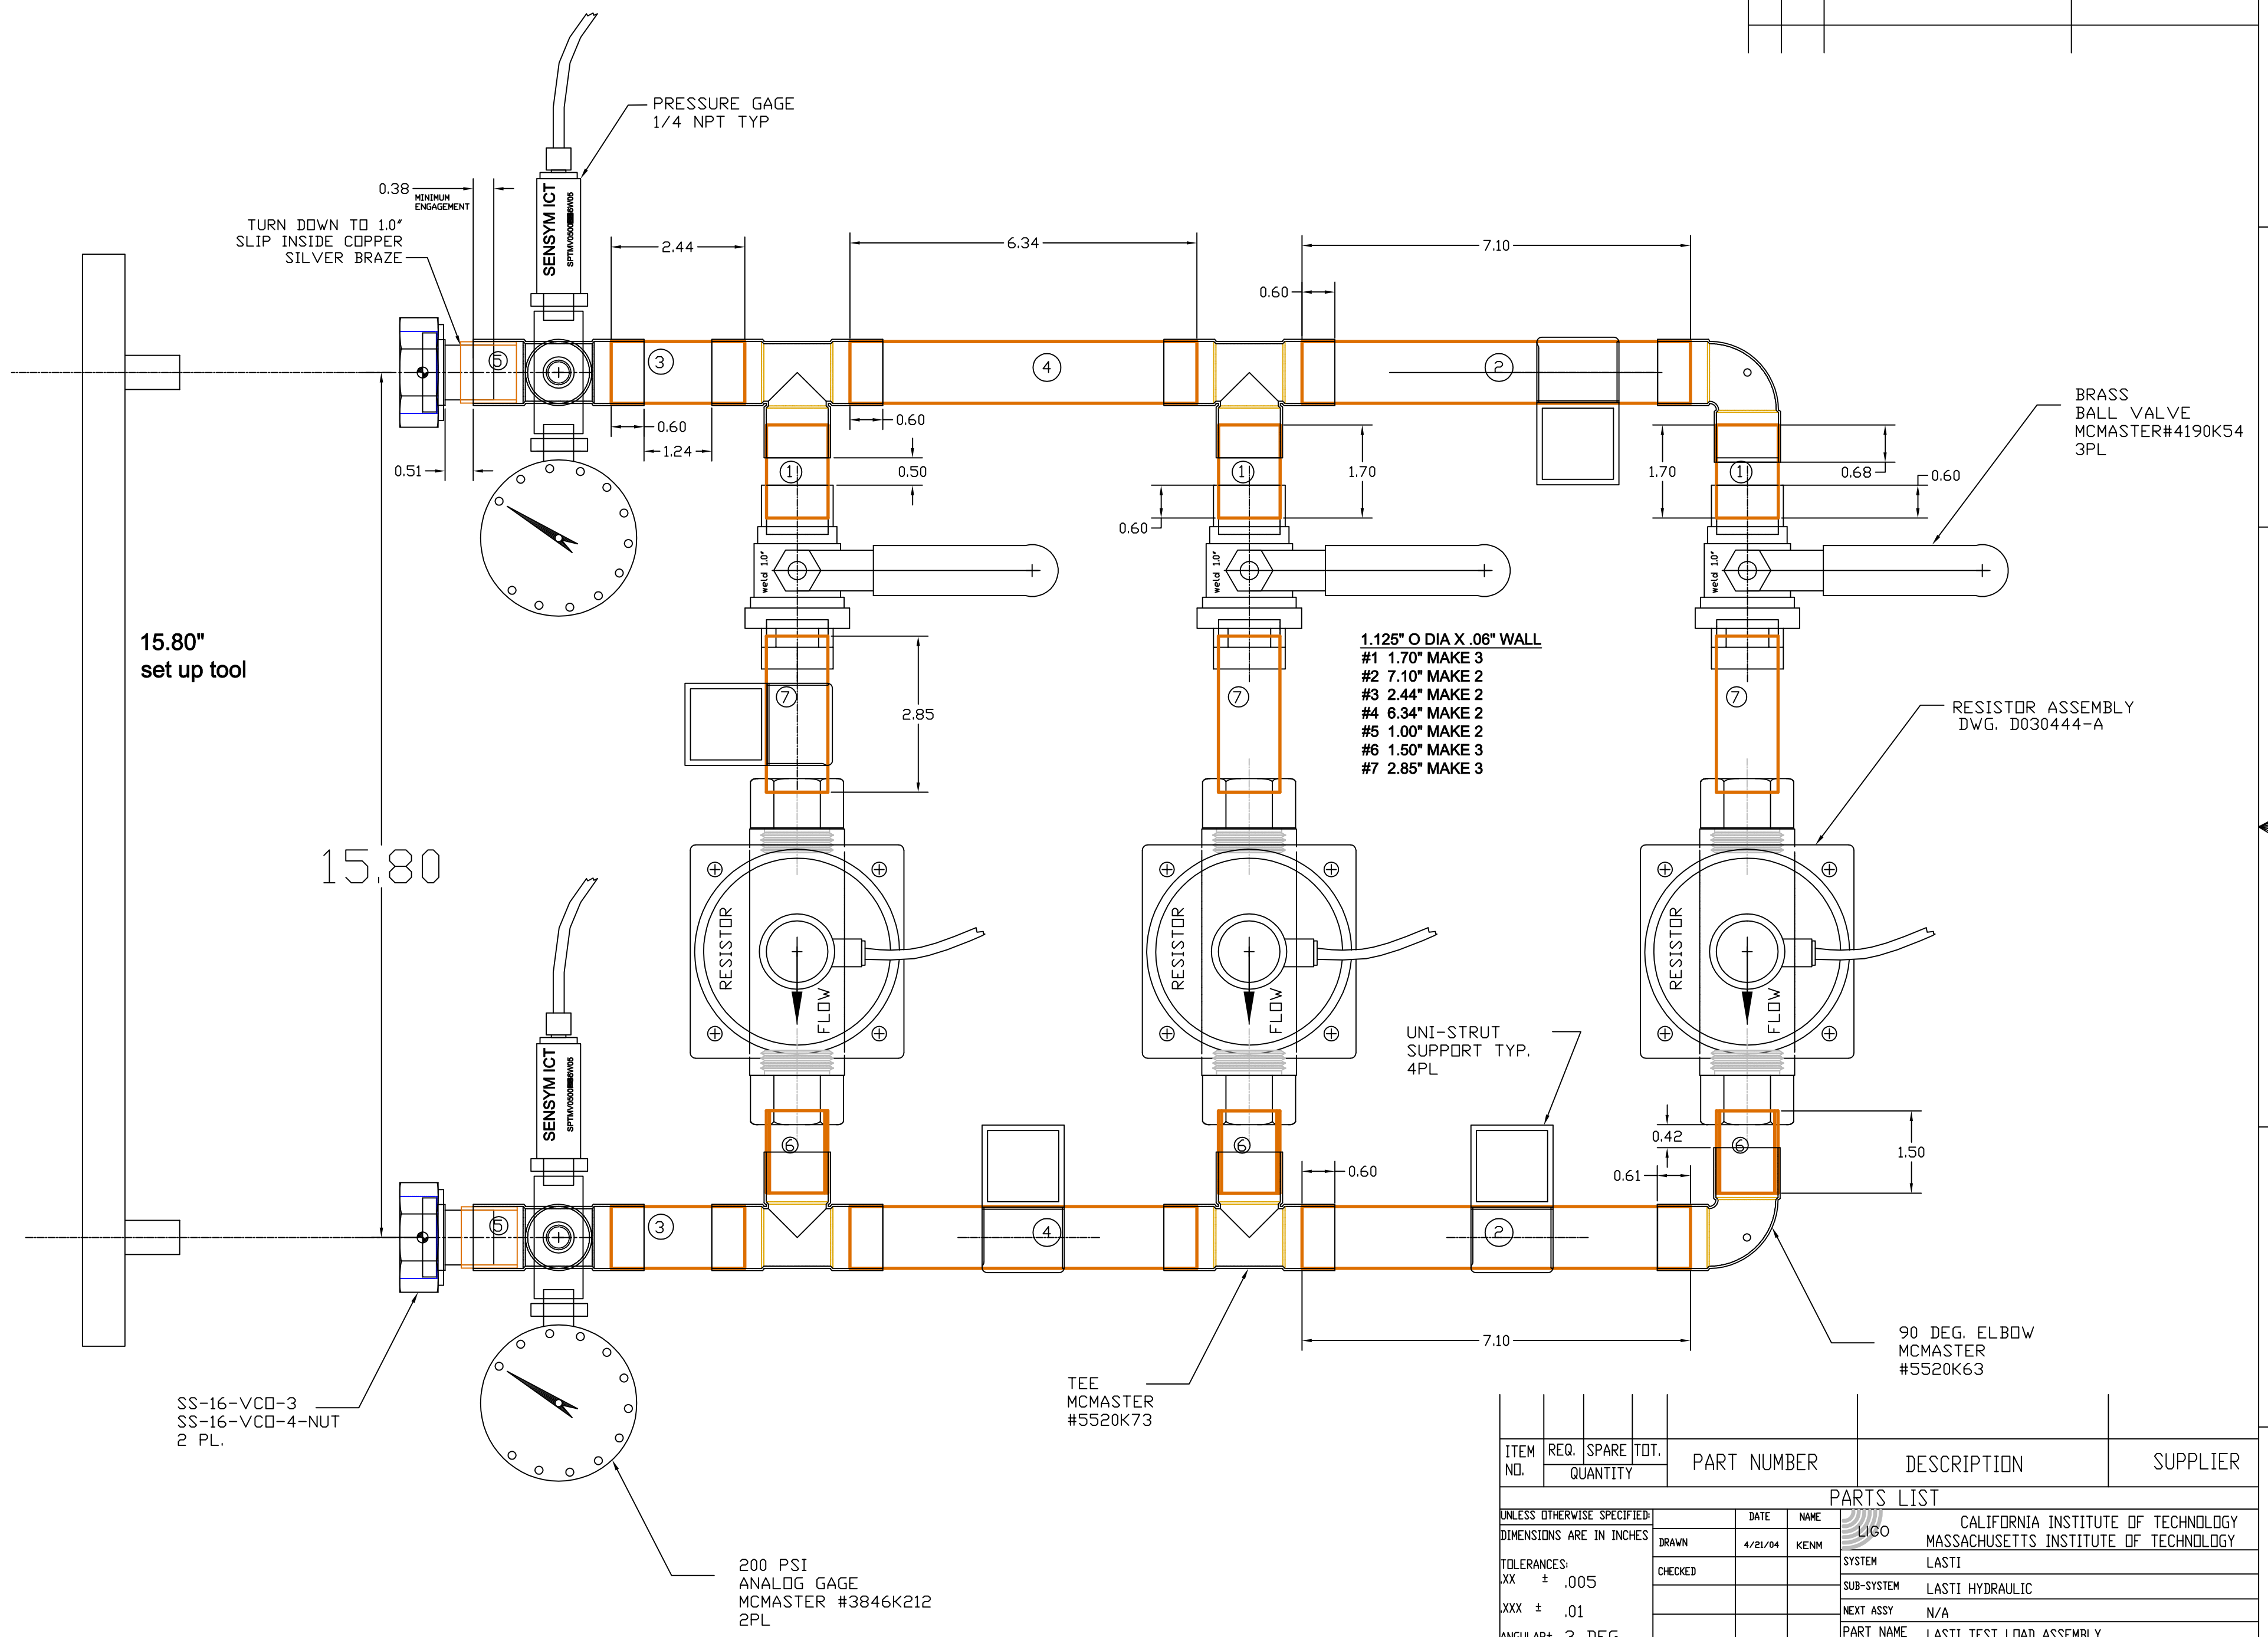 PRESSURE GAGE
1/4 NPT TYP
0.38
MINIMUM
ENGAGEMENT
TURN DOWN TO 1.0"
SLIP INSIDE COPPER
SILVER BRAZE
SENSYM ICT
2.44
6.34
7.10
0.60
5
3
4
2
BRASS
BALL VALVE
MCMASTER#4190K54
3PL
0.60
1.24
0.60
0.51
1
0.50
1
1.70
0.60
1.70
1
0.68
0.60
weld 1.0"
weld 1.0"
weld 1.0"
15.80"
set up tool
1.125" O DIA X .06" WALL
#1 1.70" MAKE 3
#2 7.10" MAKE 2
#3 2.44" MAKE 2
#4 6.34" MAKE 2
#5 1.00" MAKE 2
#6 1.50" MAKE 3
#7 2.85" MAKE 3
7
2.85
7
7
RESISTOR ASSEMBLY
DWG. D030444-A
15.80
RESISTOR
FLOW
RESISTOR
FLOW
RESISTOR
FLOW
UNI-STRUT
SUPPORT TYP.
4PL
SENSYM ICT
6
6
6
0.42
1.50
0.60
0.61
5
3
4
2
7.10
90 DEG. ELBOW
MCMASTER
#5520K63
TEE
MCMASTER
#5520K73
SS-16-VCO-3
SS-16-VCO-4-NUT
2 PL.
200 PSI
ANALOG GAGE
MCMASTER #3846K212
2PL
ITEM NO.
REQ. SPARE TOT.
QUANTITY
PART NUMBER
DESCRIPTION
SUPPLIER
PARTS LIST
UNLESS OTHERWISE SPECIFIED:
DIMENSIONS ARE IN INCHES
TOLERANCES:
.XX ± .005
.XXX ± .01
ANGULAR± 2 DEG
DATE NAME
DRAWN 4/21/04 KENM
CHECKED
LIGO
CALIFORNIA INSTITUTE OF TECHNOLOGY
MASSACHUSETTS INSTITUTE OF TECHNOLOGY
SYSTEM LASTI
SUB-SYSTEM LASTI HYDRAULIC
NEXT ASSY N/A
PART NAME LASTI TEST LOAD ASSEMBLY